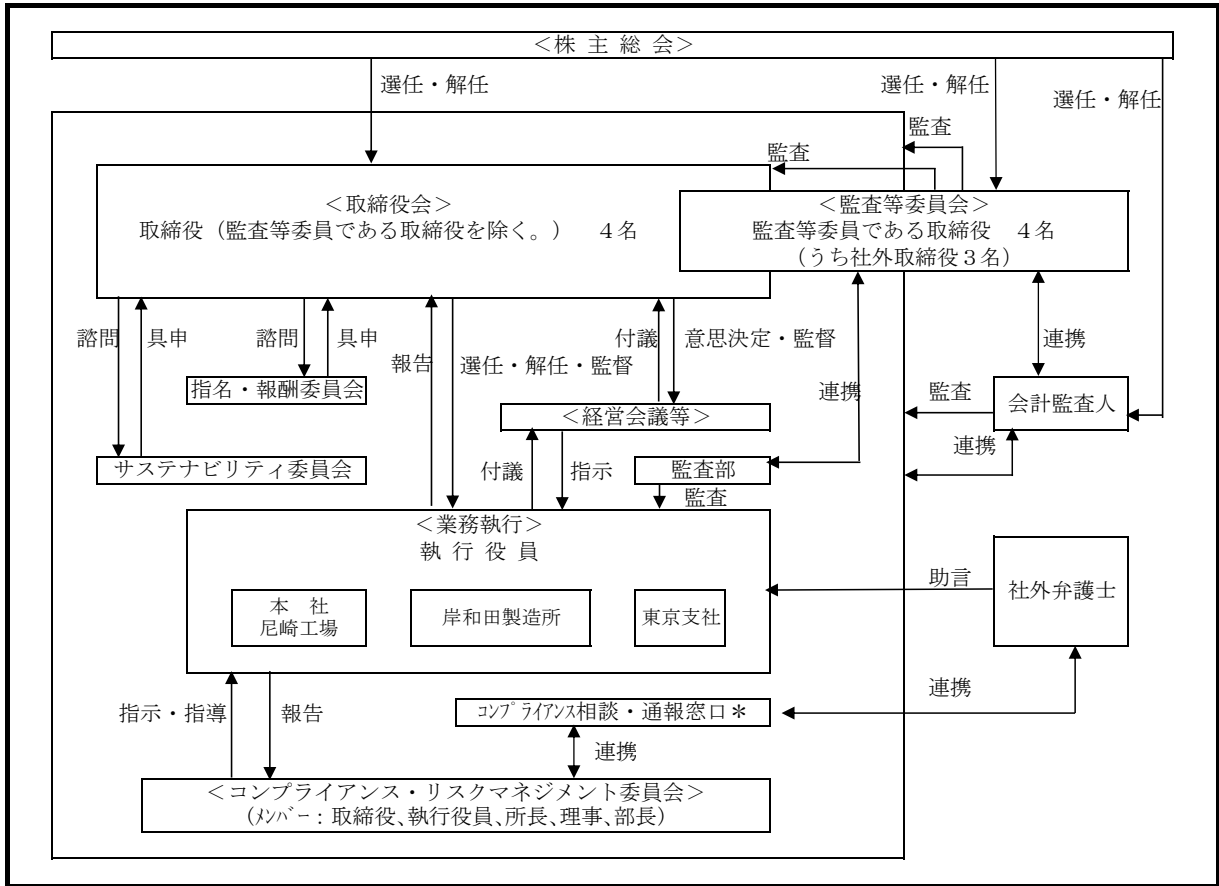 ＜株 主 総 会＞
選任・解任
選任・解任
選任・解任
監査
監査
＜取締役会＞
取締役（監査等委員である取締役を除く。） ４名
＜監査等委員会＞
監査等委員である取締役 ４名
（うち社外取締役３名）
諮問
具申
諮問
具申
報告
選任・解任・監督
付議
意思決定・監督
連携
連携
指名・報酬委員会
＜経営会議等＞
監査
会計監査人
連携
サステナビリティ委員会
付議
指示
監査部
監査
＜業務執行＞
執 行 役 員
本 社
尼崎工場
岸和田製造所
東京支社
助言
社外弁護士
連携
指示・指導
報告
ｺﾝﾌﾟﾗｲｱﾝｽ相談・通報窓口＊
連携
＜コンプライアンス・リスクマネジメント委員会＞
（ﾒﾝﾊﾞｰ：取締役､執行役員､所長､理事､部長）